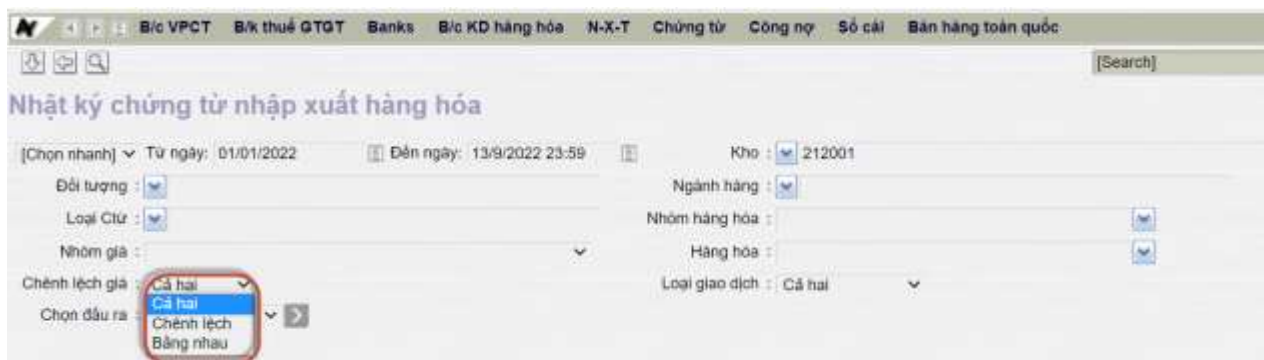 B/c VPCT B/k thuế GTGT Banks B/c KD hàng hóa N-X-T Chứng từ Công nợ Sổ cái Bán hàng toàn quốc
[Search]
Nhật ký chứng từ nhập xuất hàng hóa
[Chọn nhanh] Từ ngày: 01/01/2022 Đến ngày: 13/9/2022 23:59 Kho : 212001
Đối tượng : Ngành hàng :
Loại Ctừ : Nhóm hàng hóa :
Nhóm giá : Hàng hóa :
Chênh lệch giá : Cả hai Loại giao dịch : Cả hai
Cả hai
Chọn đầu ra : Chênh lệch
Bằng nhau